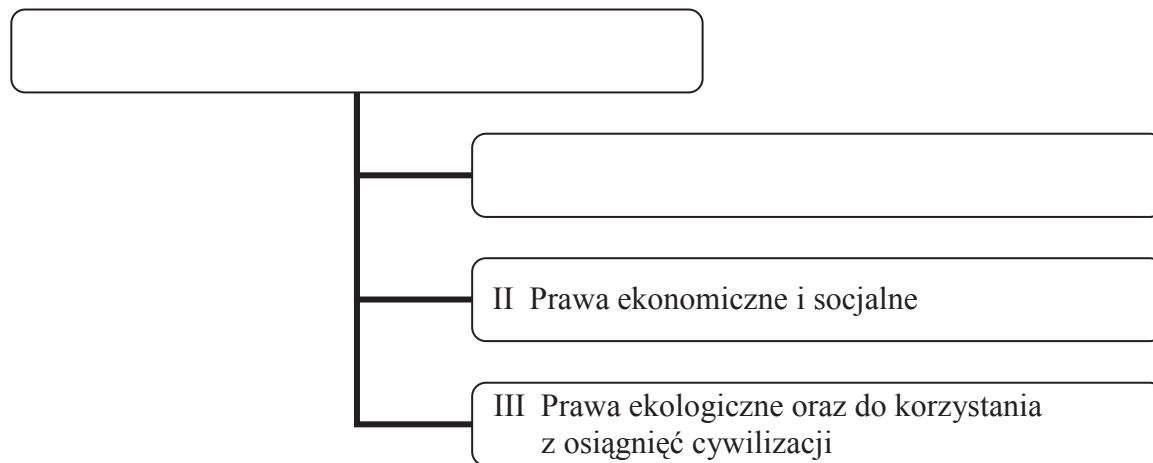 II Prawa ekonomiczne i socjalne
III Prawa ekologiczne oraz do korzystania
z osiągnięć cywilizacji